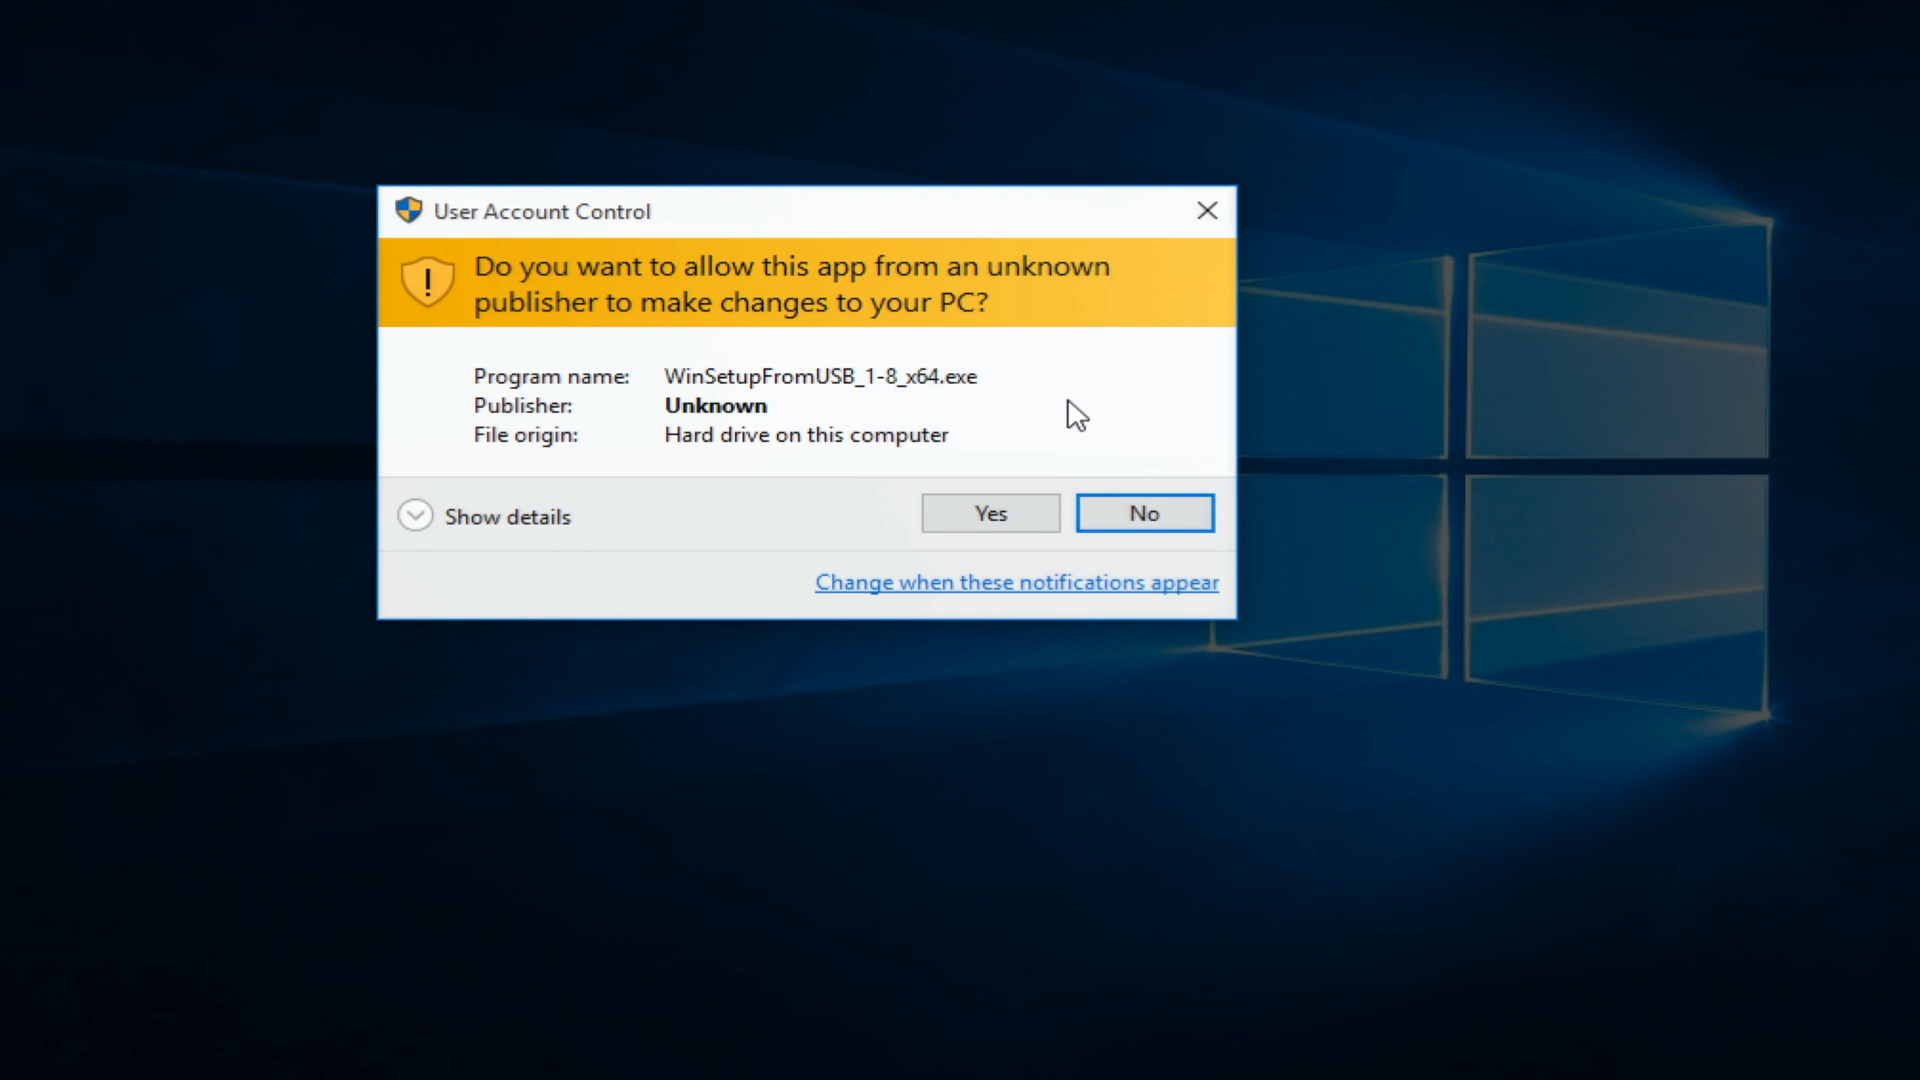 User Account Control
Do you want to allow this app from an unknown
publisher to make changes to your PC?
Program name: WinSetupFromUSB_1-8_x64.exe
Publisher: Unknown
File origin: Hard drive on this computer
Show details
Yes
No
Change when these notifications appear